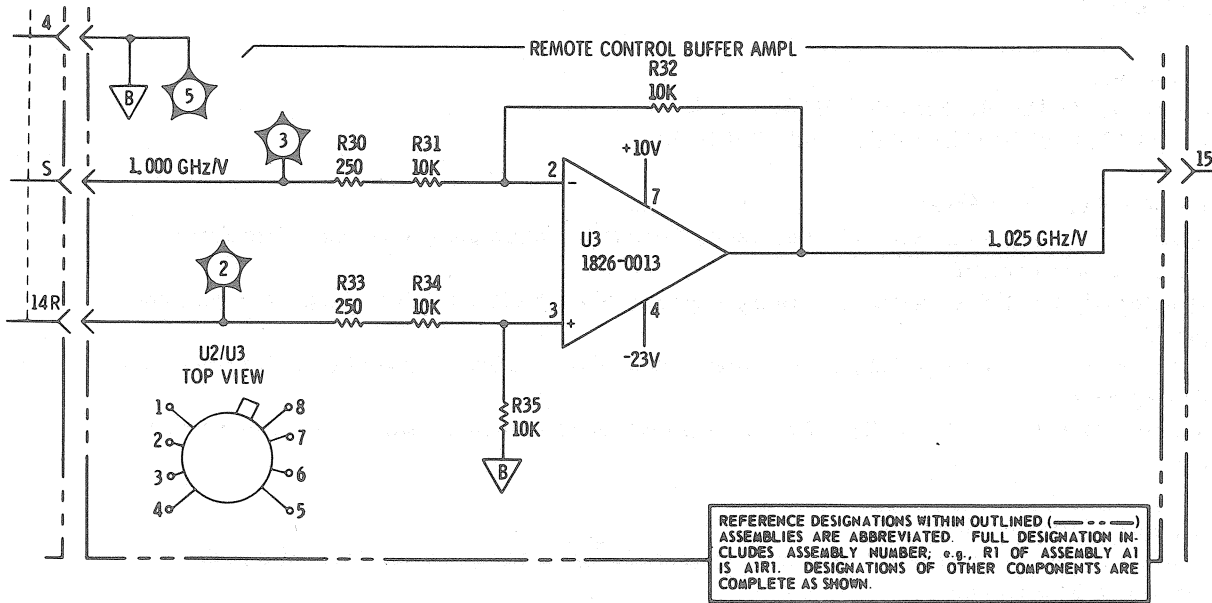 4
B
5
REMOTE CONTROL BUFFER AMPL
R32
10K
S
1.000 GHz/V
3
R30
250
R31
10K
+10V
2
-
7
U3
1826-0013
15
1.025 GHz/V
14R
2
R33
250
R34
10K
3
+
4
-23V
U2/U3
TOP VIEW
R35
10K
B
1
2
3
4
8
7
6
5
REFERENCE DESIGNATIONS WITHIN OUTLINED (—--—)
ASSEMBLIES ARE ABBREVIATED. FULL DESIGNATION IN-
CLUDES ASSEMBLY NUMBER; e.g., R1 OF ASSEMBLY A1
IS A1R1. DESIGNATIONS OF OTHER COMPONENTS ARE
COMPLETE AS SHOWN.